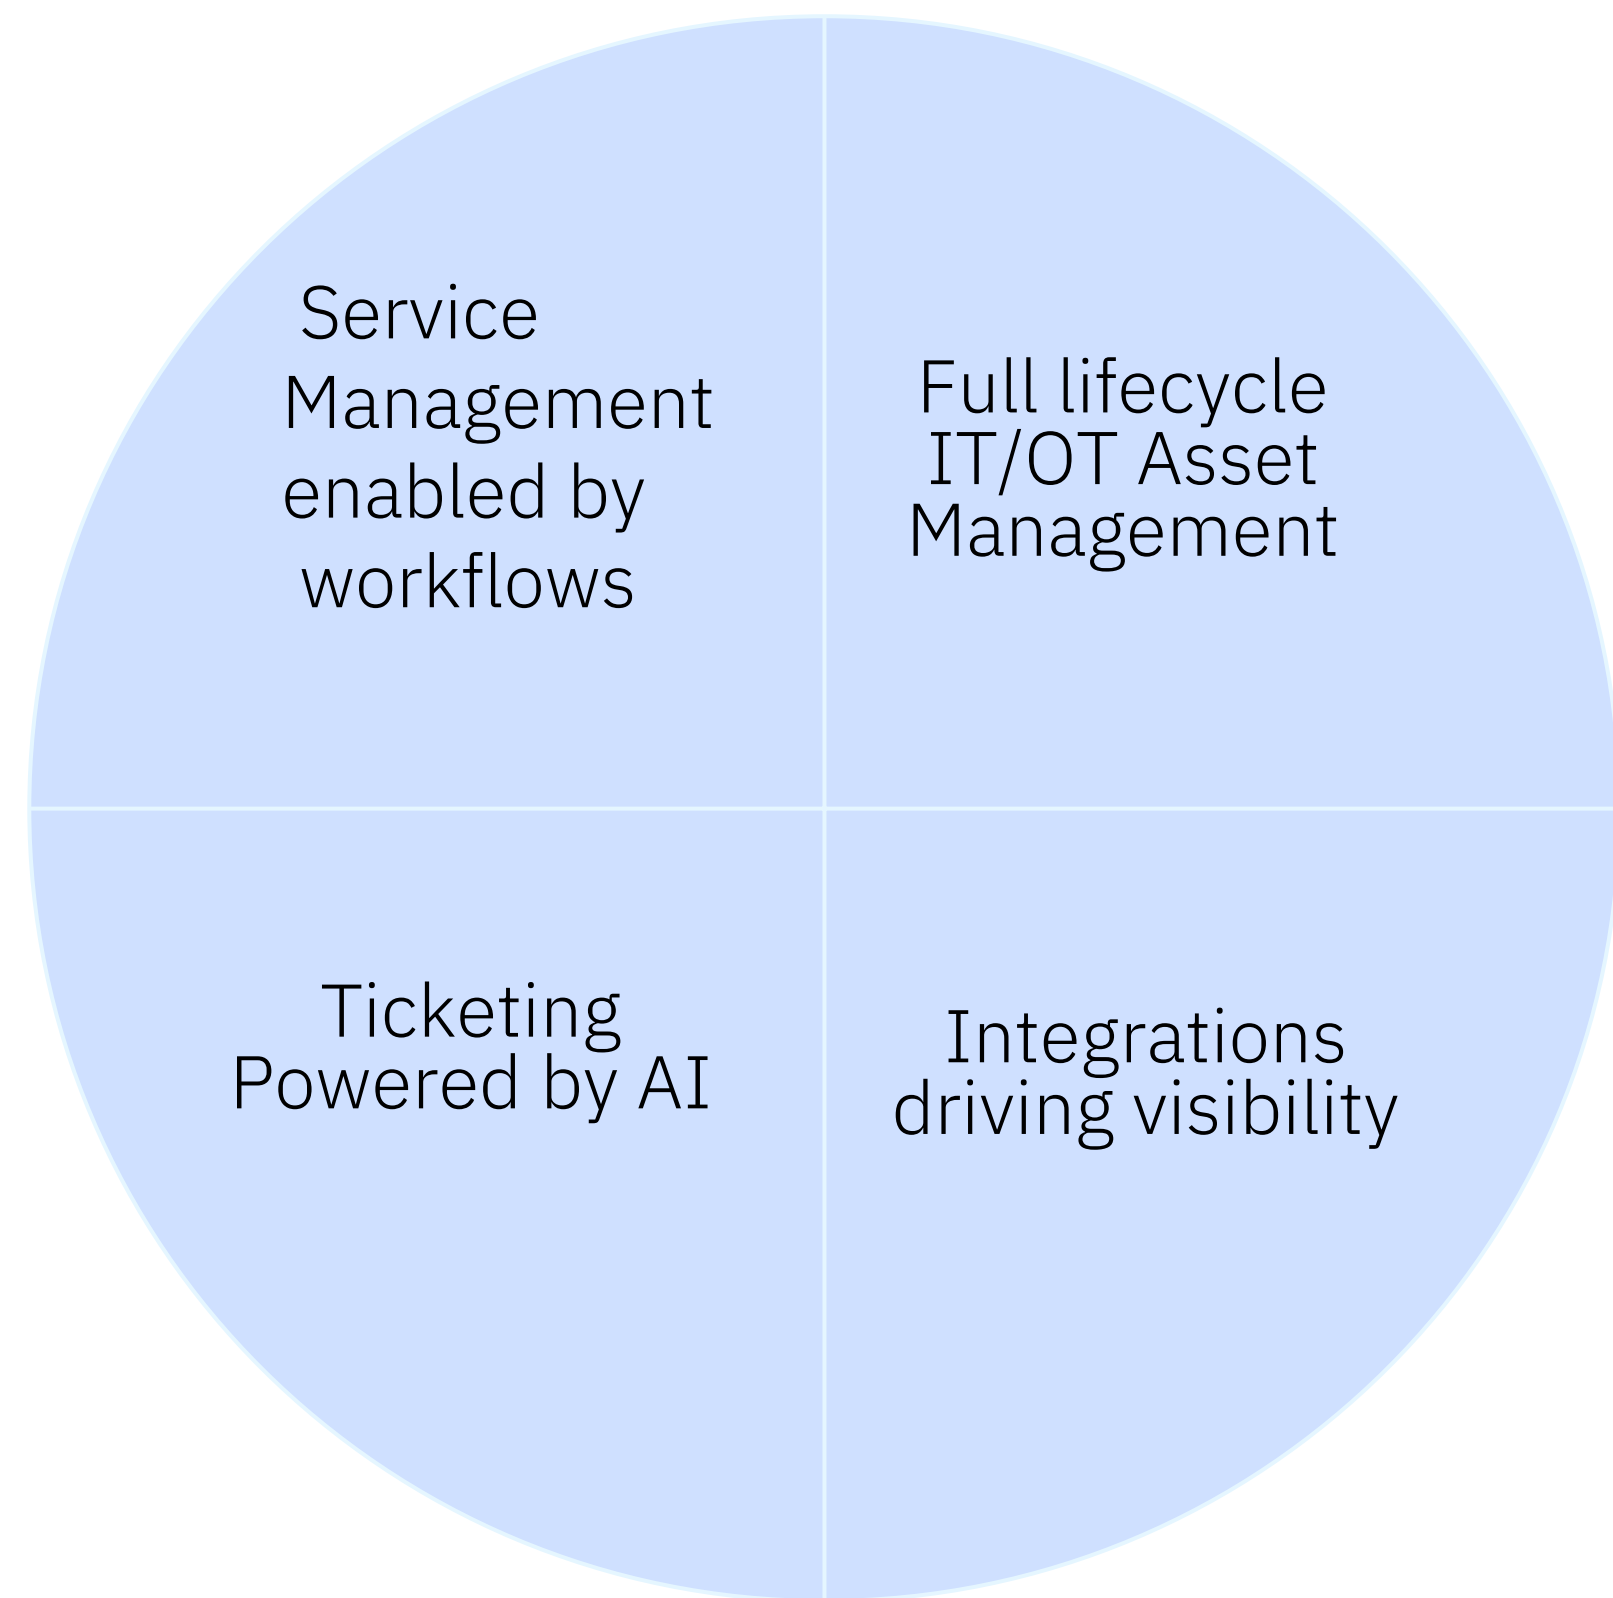 Service
Management
enabled by
workflows
Full lifecycle
IT/OT Asset
Management
Ticketing
Powered by AI
Integrations
driving visibility